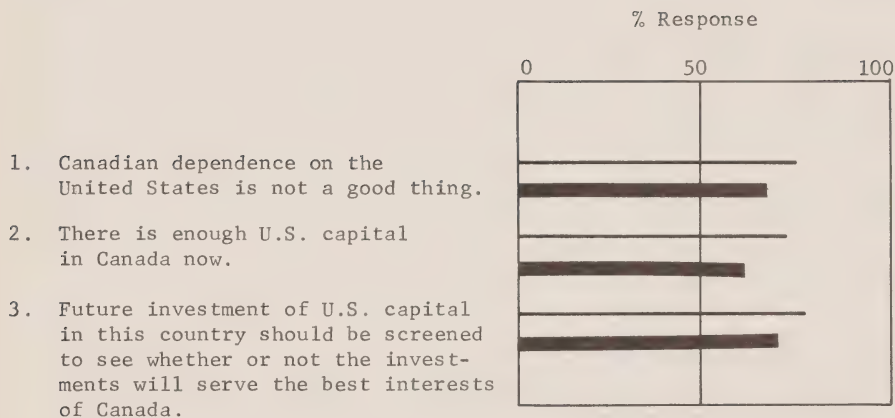 % Response
0 50 100
1. Canadian dependence on the
United States is not a good thing.
2. There is enough U.S. capital
in Canada now.
3. Future investment of U.S. capital
in this country should be screened
to see whether or not the invest-
ments will serve the best interests
of Canada.